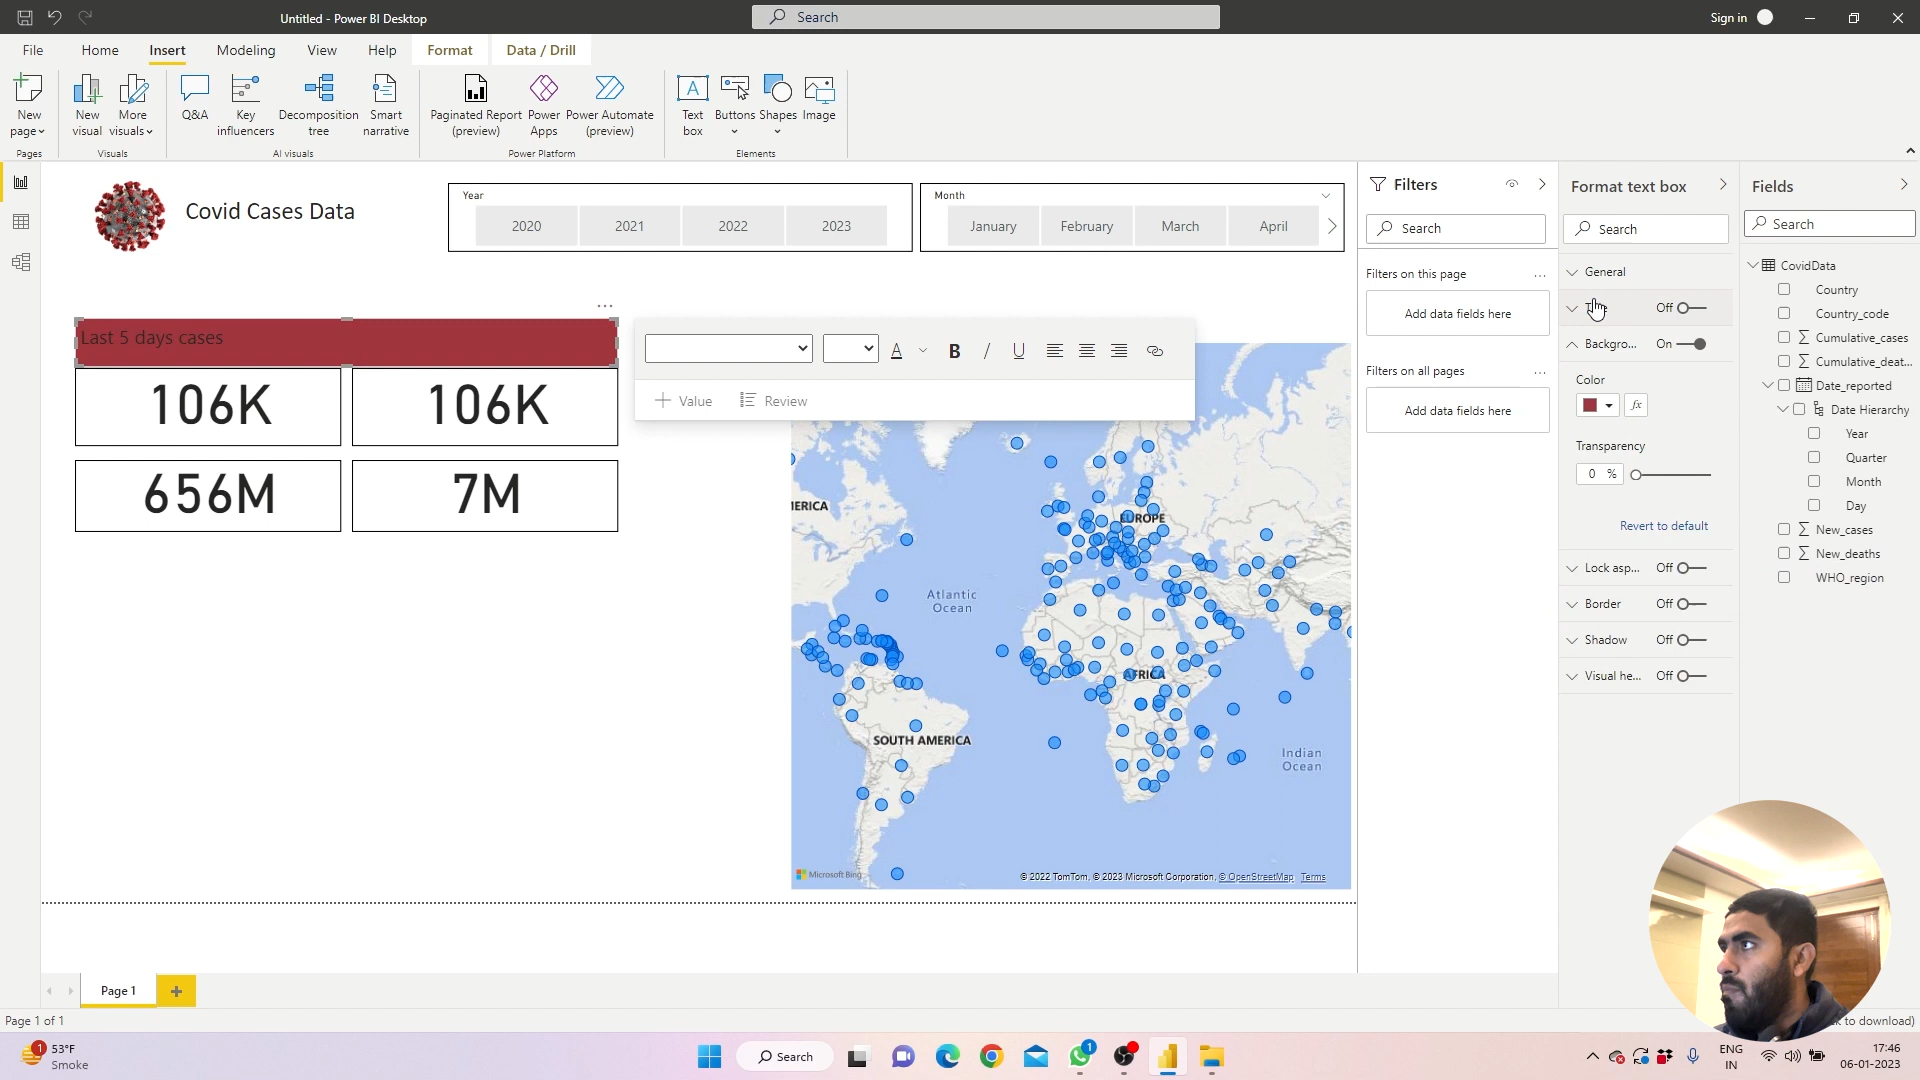 Untitled - Power BI Desktop
Search
Sign in
File Home Insert Modeling View Help Format Data / Drill
New page
New visual
More visuals
Q&A
Key influencers
Decomposition tree
Smart narrative
Paginated Report (preview)
Power Apps
Power Automate (preview)
Text box
Buttons
Shapes
Image
Pages
Visuals
AI visuals
Power Platform
Elements
Covid Cases Data
Year
2020 2021 2022 2023
Month
January February March April
Last 5 days cases
106K 106K
656M 7M
Value Review
ERICA
EUROPE
Atlantic
Ocean
AFRICA
SOUTH AMERICA
Indian
Ocean
Microsoft Bing
© 2022 TomTom, © 2023 Microsoft Corporation, © OpenStreetMap Terms
Filters
Search
Filters on this page ...
Add data fields here
Filters on all pages ...
Add data fields here
Format text box
Search
General
Off
Backgro... On
Color
fx
Transparency
0 %
Revert to default
Lock asp... Off
Border Off
Shadow Off
Visual he... Off
Fields
Search
CovidData
Country
Country_code
Cumulative_cases
Cumulative_deat...
Date_reported
Date Hierarchy
Year
Quarter
Month
Day
New_cases
New_deaths
WHO_region
Page 1
Page 1 of 1
to download)
1
53°F
Smoke
Search
1
ENG
IN
17:46
06-01-2023